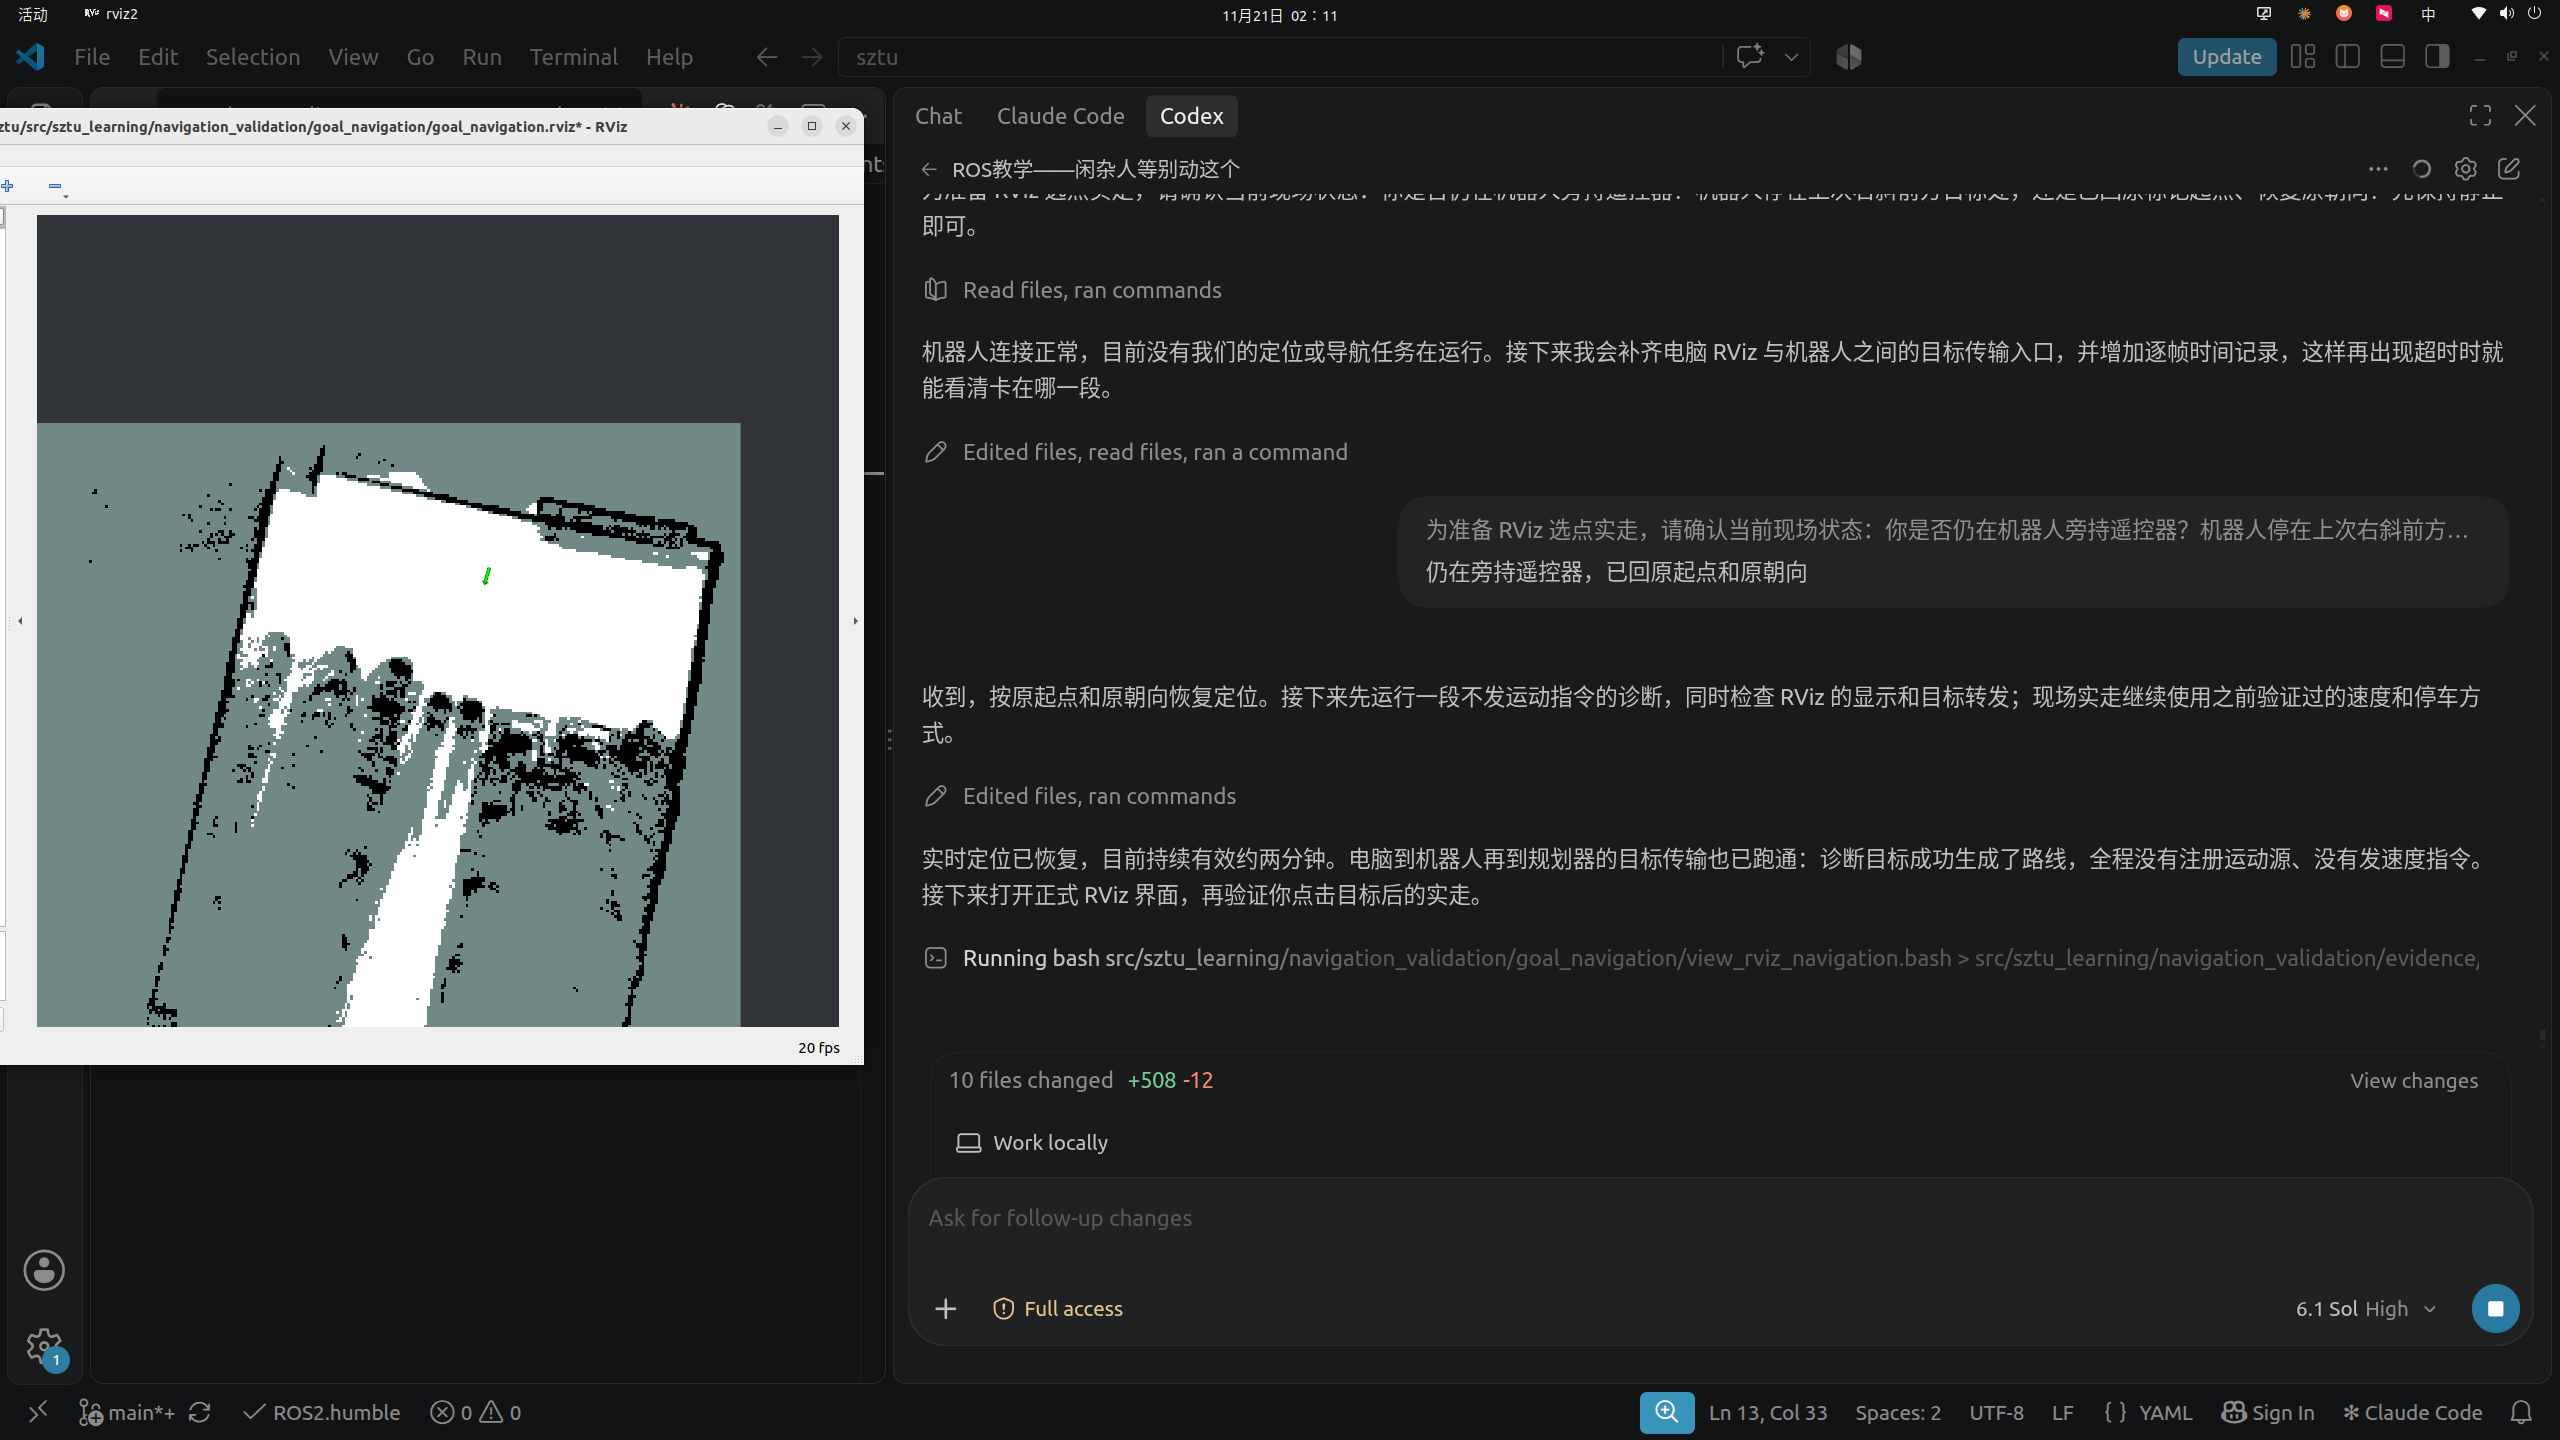 活动
rviz2
11月21日 02：11
中
File Edit Selection View Go Run Terminal Help
sztu
Update
ztu/src/sztu_learning/navigation_validation/goal_navigation/goal_navigation.rviz* - RViz
20 fps
Chat Claude Code Codex
ROS教学——闲杂人等别动这个
即可。
Read files, ran commands
机器人连接正常，目前没有我们的定位或导航任务在运行。接下来我会补齐电脑 RViz 与机器人之间的目标传输入口，并增加逐帧时间记录，这样再出现超时时就
能看清卡在哪一段。
Edited files, read files, ran a command
为准备 RViz 选点实走，请确认当前现场状态：你是否仍在机器人旁持遥控器？机器人停在上次右斜前方…
仍在旁持遥控器，已回原起点和原朝向
收到，按原起点和原朝向恢复定位。接下来先运行一段不发运动指令的诊断，同时检查 RViz 的显示和目标转发；现场实走继续使用之前验证过的速度和停车方
式。
Edited files, ran commands
实时定位已恢复，目前持续有效约两分钟。电脑到机器人再到规划器的目标传输也已跑通：诊断目标成功生成了路线，全程没有注册运动源、没有发速度指令。
接下来打开正式 RViz 界面，再验证你点击目标后的实走。
Running bash src/sztu_learning/navigation_validation/goal_navigation/view_rviz_navigation.bash > src/sztu_learning/navigation_validation/evidence/
10 files changed +508 -12
View changes
Work locally
Ask for follow-up changes
Full access
6.1 Sol High
1
main*+
ROS2.humble
0 0
Ln 13, Col 33
Spaces: 2
UTF-8
LF
{ } YAML
Sign In
Claude Code